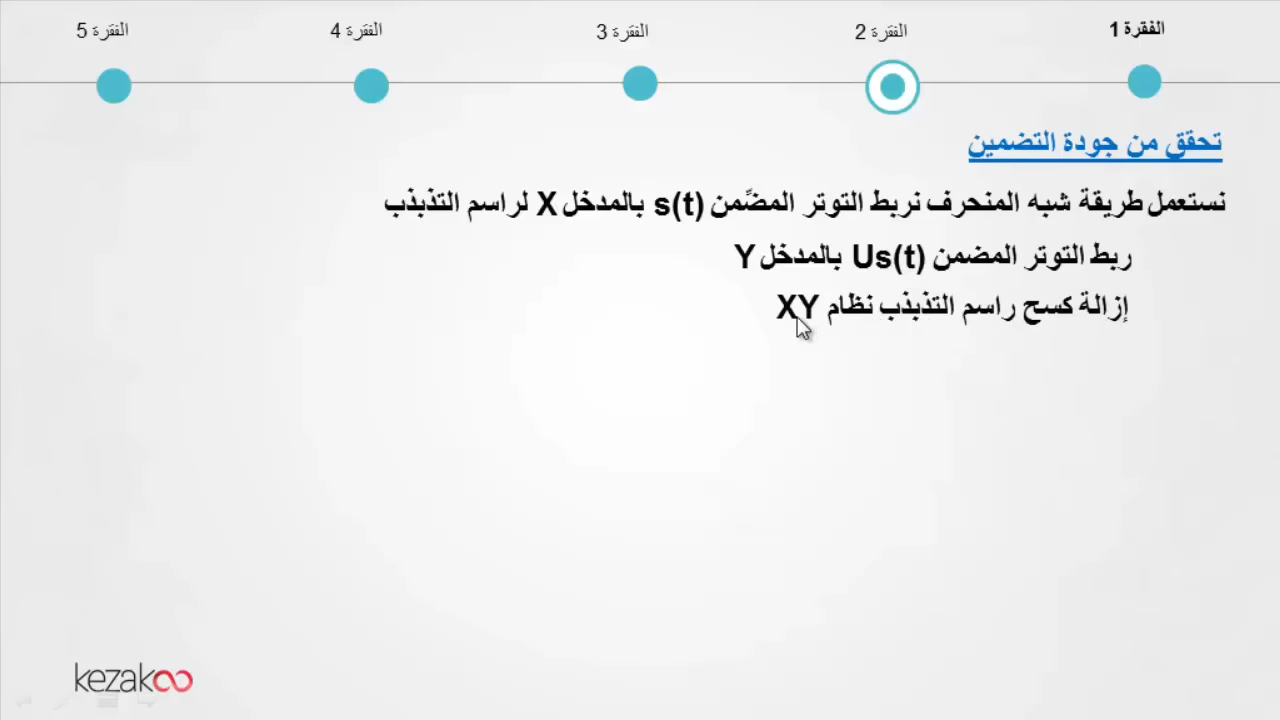 الفقرة 1
الفقرة 2
الفقرة 3
الفقرة 4
الفقرة 5
تحقق من جودة التضمين
نستعمل طريقة شبه المنحرف نربط التوتر المضِّمن s(t) بالمدخل X لراسم التذبذب
ربط التوتر المضمن Us(t) بالمدخل Y
إزالة كسح راسم التذبذب نظام XY
kezakoo